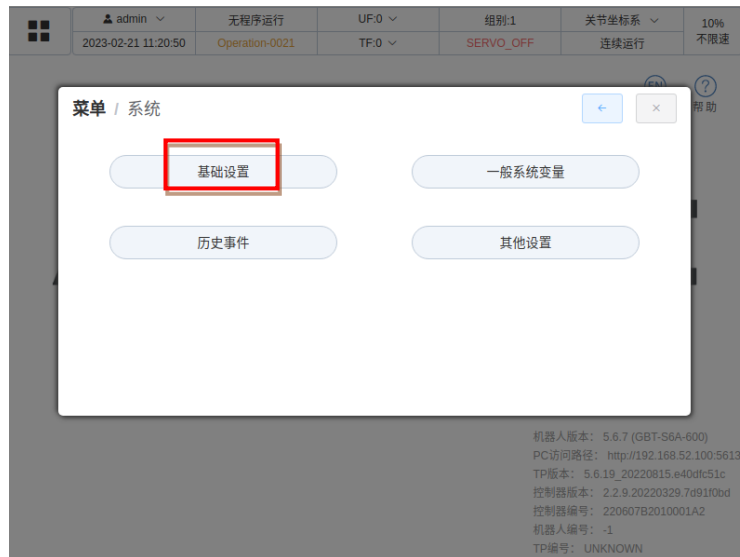 admin 无程序运行 UF:0 组别:1 关节坐标系 10%
2023-02-21 11:20:50 Operation-0021 TF:0 SERVO_OFF 连续运行 不限速
EN ?
帮助
菜单 / 系统
基础设置 一般系统变量
历史事件 其他设置
机器人版本： 5.6.7 (GBT-S6A-600)
PC访问路径： http://192.168.52.100:5613
TP版本： 5.6.19_20220815.e40dfc51c
控制器版本： 2.2.9.20220329.7d91f0bd
控制器编号： 220607B2010001A2
机器人编号： -1
TP编号： UNKNOWN